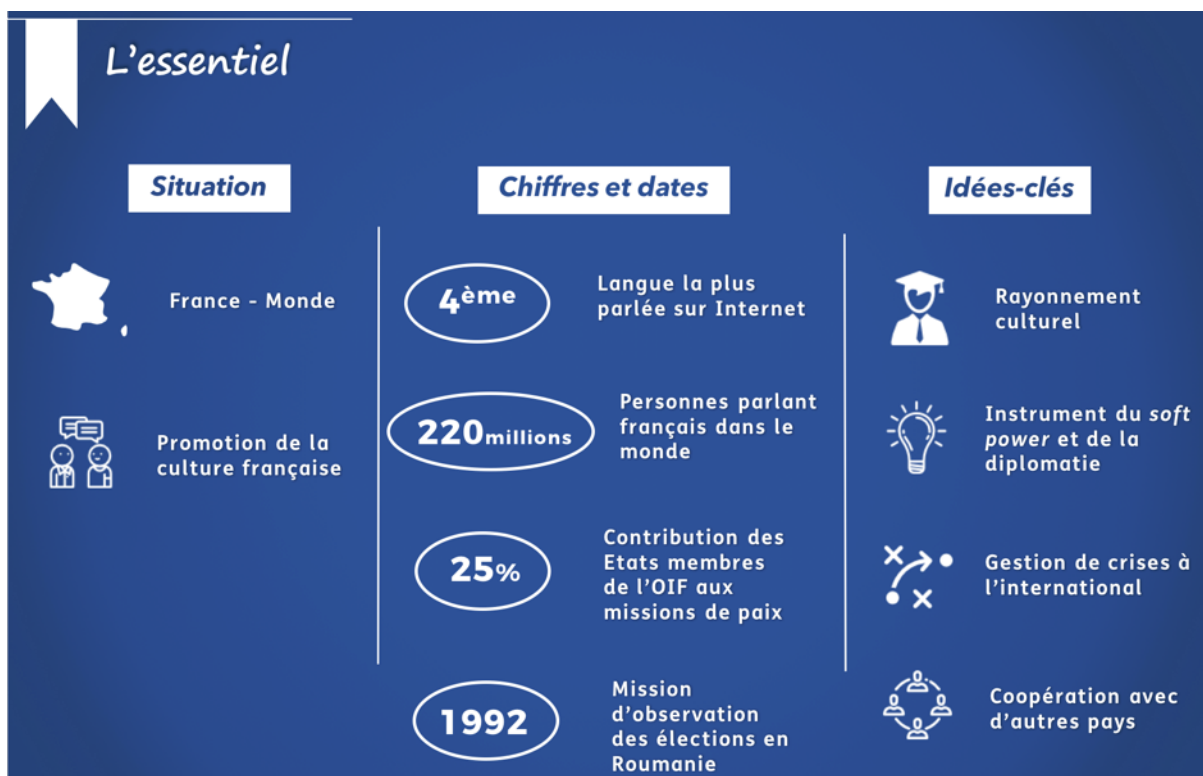 L'essentiel
Situation
France - Monde
Promotion de la
culture française
Chiffres et dates
4ème
Langue la plus
parlée sur Internet
220 millions
Personnes parlant
français dans le
monde
25%
Contribution des
Etats membres
de l'OIF aux
missions de paix
1992
Mission
d'observation
des élections en
Roumanie
Idées-clés
Rayonnement
culturel
Instrument du soft
power et de la
diplomatie
Gestion de crises à
l'international
Coopération avec
d'autres pays